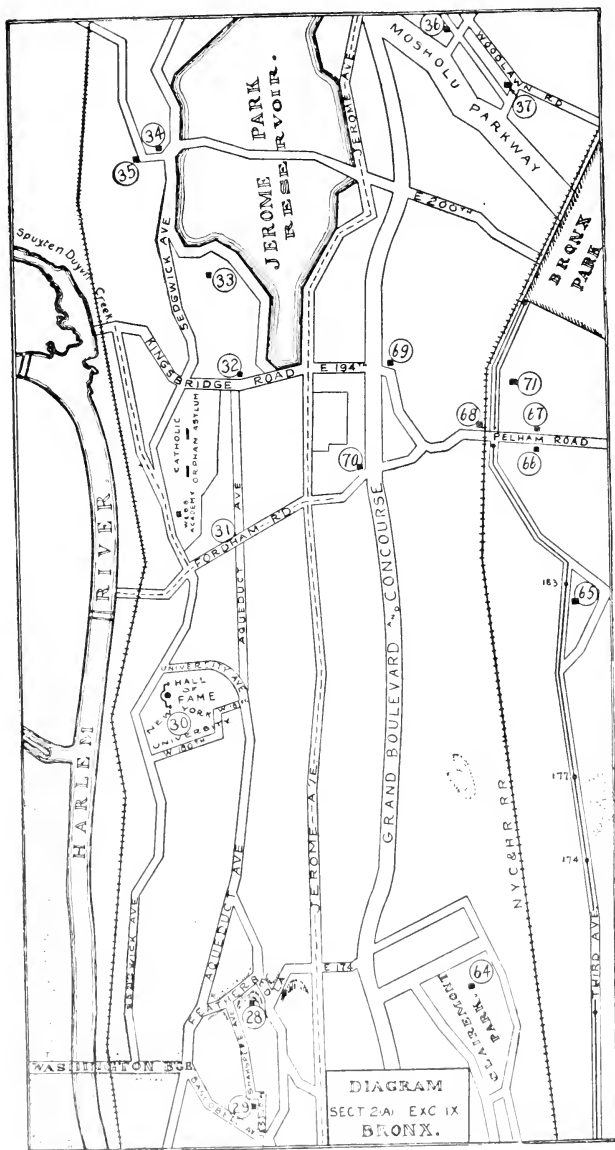 36
WOODLAWN RD
MOSHOLU
PARKWAY
37
JEROME PARK
RESERVOIR.
JEROME AVE
34
35
E 200TH
BRONX
PARK
Spuyten Duyvil
Creek
SEDGWICK AVE
33
KINGSBRIDGE ROAD
32
E 194TH
69
71
68
67
PELHAM ROAD
66
70
CATHOLIC
ORPHAN ASYLUM
WEBB
ACADEMY
31
FORDHAM RD
AQUEDUCT AVE
RIVER
183
65
GRAND BOULEVARD AND CONCOURSE
UNIVERSITY AVE
HALL
OF
FAME
30
NEW YORK
UNIVERSITY
W 180TH
HARLEM
177
JEROME AVE
NYC&HR RR
174
AQUEDUCT AVE
SEDGWICK AVE
THIRD AVE
E 174
64
CLAIREMONT
PARK.
28
WASHINGTON BGE
29
DIAGRAM
SECT 2(A) EXC IX
BRONX.